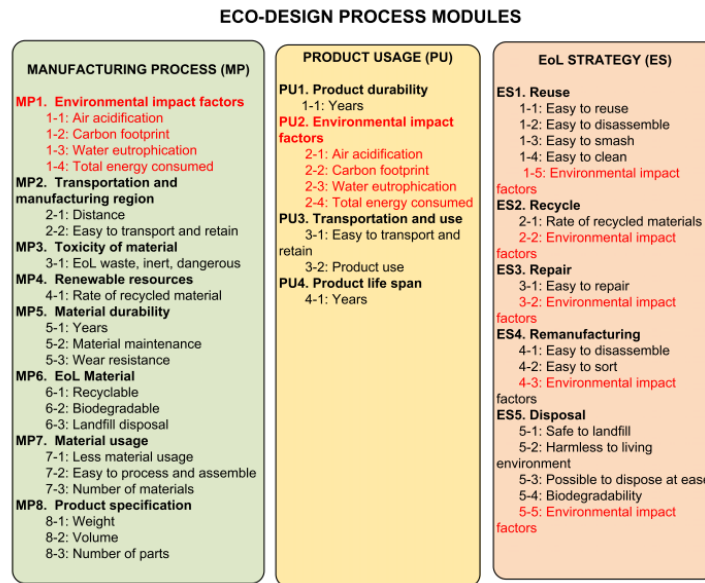 ECO-DESIGN PROCESS MODULES
MANUFACTURING PROCESS (MP)
MP1. Environmental impact factors
1-1: Air acidification
1-2: Carbon footprint
1-3: Water eutrophication
1-4: Total energy consumed
MP2. Transportation and
manufacturing region
2-1: Distance
2-2: Easy to transport and retain
MP3. Toxicity of material
3-1: EoL waste, inert, dangerous
MP4. Renewable resources
4-1: Rate of recycled material
MP5. Material durability
5-1: Years
5-2: Material maintenance
5-3: Wear resistance
MP6. EoL Material
6-1: Recyclable
6-2: Biodegradable
6-3: Landfill disposal
MP7. Material usage
7-1: Less material usage
7-2: Easy to process and assemble
7-3: Number of materials
MP8. Product specification
8-1: Weight
8-2: Volume
8-3: Number of parts
PRODUCT USAGE (PU)
PU1. Product durability
1-1: Years
PU2. Environmental impact
factors
2-1: Air acidification
2-2: Carbon footprint
2-3: Water eutrophication
2-4: Total energy consumed
PU3. Transportation and use
3-1: Easy to transport and
retain
3-2: Product use
PU4. Product life span
4-1: Years
EoL STRATEGY (ES)
ES1. Reuse
1-1: Easy to reuse
1-2: Easy to disassemble
1-3: Easy to smash
1-4: Easy to clean
1-5: Environmental impact
factors
ES2. Recycle
2-1: Rate of recycled materials
2-2: Environmental impact
factors
ES3. Repair
3-1: Easy to repair
3-2: Environmental impact
factors
ES4. Remanufacturing
4-1: Easy to disassemble
4-2: Easy to sort
4-3: Environmental impact
factors
ES5. Disposal
5-1: Safe to landfill
5-2: Harmless to living
environment
5-3: Possible to dispose at ease
5-4: Biodegradability
5-5: Environmental impact
factors